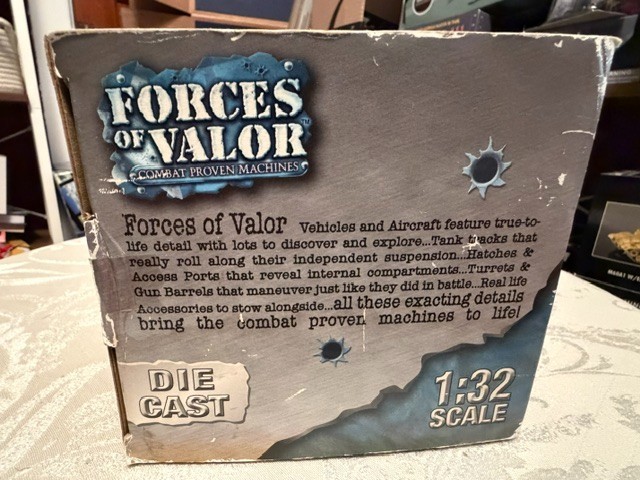 FORCES
OF VALOR™
COMBAT PROVEN MACHINES
Forces of Valor Vehicles and Aircraft feature true-to-
life detail with lots to discover and explore...Tank tracks that
really roll along their independent suspension...Hatches &
Access Ports that reveal internal compartments...Turrets &
Gun Barrels that maneuver just like they did in battle...Real life
Accessories to stow alongside...all these exacting details
bring the combat proven machines to life!
DIE
CAST
1:32
SCALE